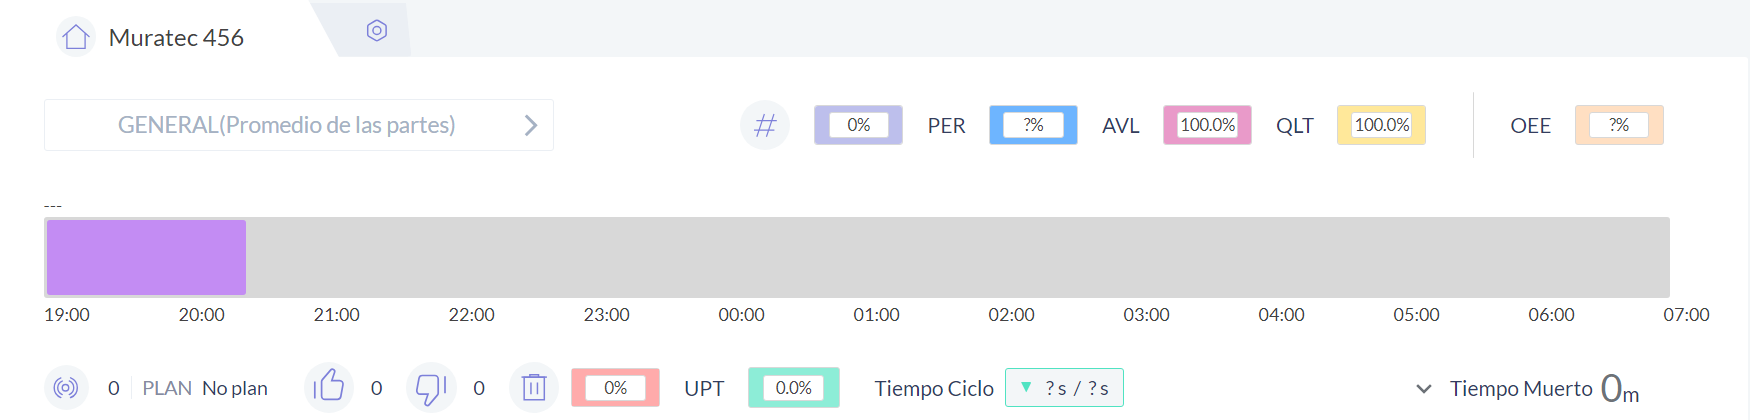 Muratec 456
GENERAL(Promedio de las partes)
# 0% PER ?% AVL 100.0% QLT 100.0% OEE ?%
---
19:00 20:00 21:00 22:00 23:00 00:00 01:00 02:00 03:00 04:00 05:00 06:00 07:00
0 PLAN No plan 0 0 0% UPT 0.0% Tiempo Ciclo ▼ ?s / ?s Tiempo Muerto 0m